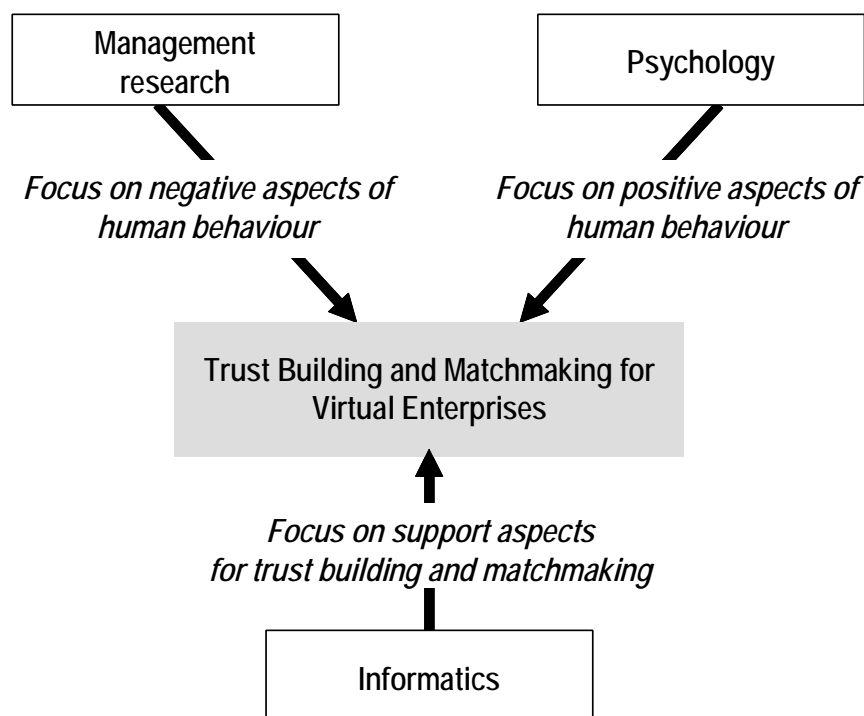 Management
research
Psychology
Focus on negative aspects of
human behaviour
Focus on positive aspects of
human behaviour
Trust Building and Matchmaking for
Virtual Enterprises
Focus on support aspects
for trust building and matchmaking
Informatics